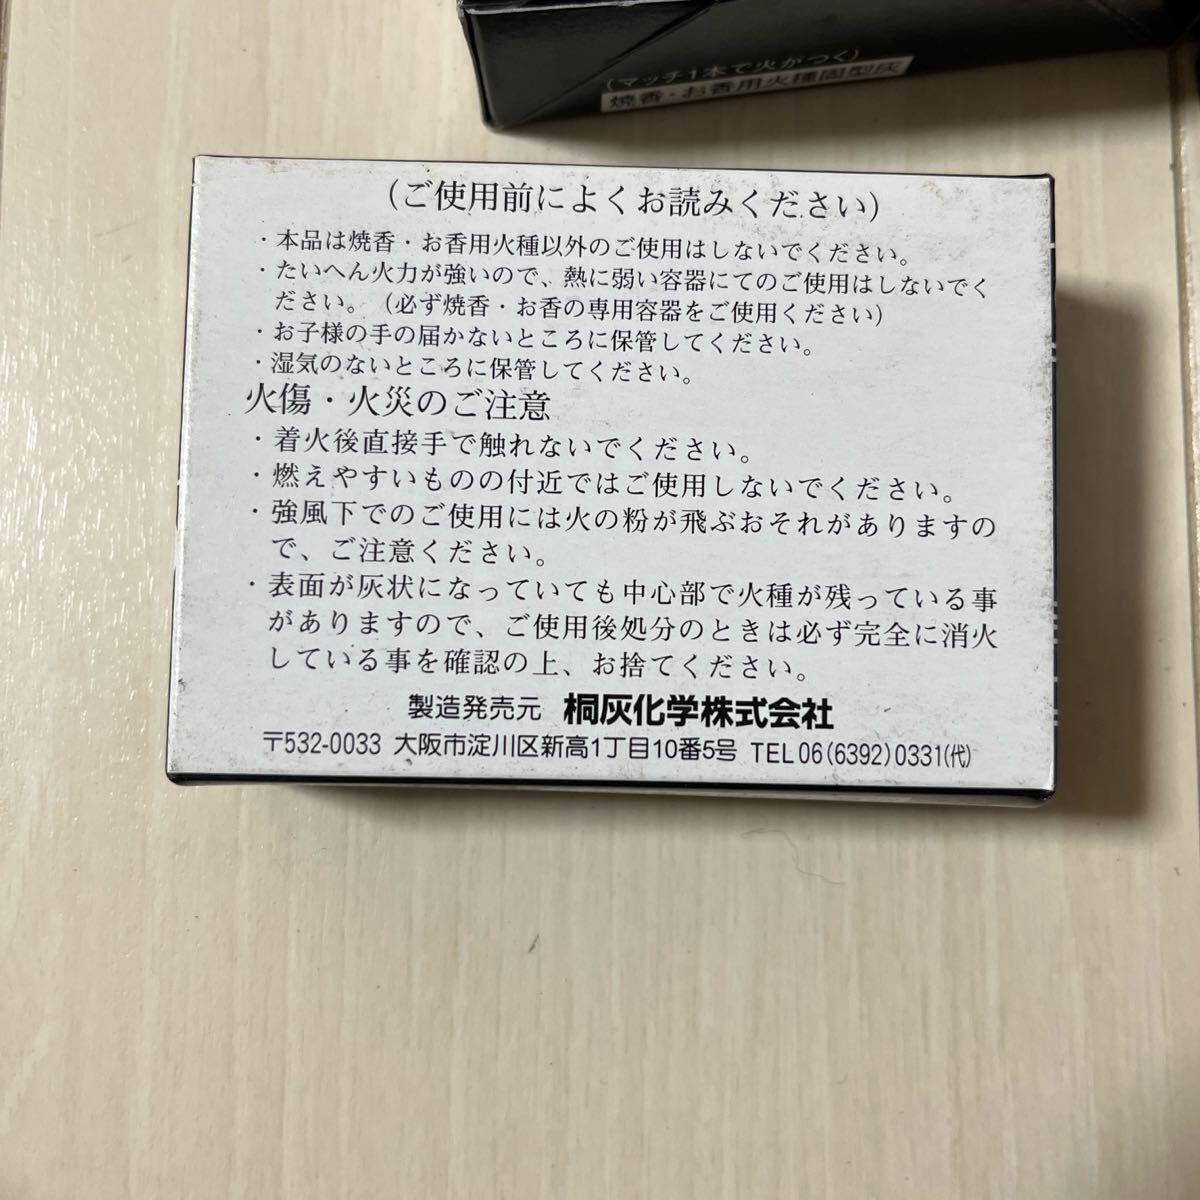 (マッチ1本で火がつく)
焼香・お香用火種固型灰
(ご使用前によくお読みください)
・本品は焼香・お香用火種以外のご使用はしないでください。
・たいへん火力が強いので、熱に弱い容器にてのご使用はしないでく
ださい。(必ず焼香・お香の専用容器をご使用ください)
・お子様の手の届かないところに保管してください。
・湿気のないところに保管してください。
火傷・火災のご注意
・着火後直接手で触れないでください。
・燃えやすいものの付近ではご使用しないでください。
・強風下でのご使用には火の粉が飛ぶおそれがありますの
で、ご注意ください。
・表面が灰状になっていても中心部で火種が残っている事
がありますので、ご使用後処分のときは必ず完全に消火
している事を確認の上、お捨てください。
製造発売元 桐灰化学株式会社
〒532-0033 大阪市淀川区新高1丁目10番5号 TEL06(6392)0331(代)